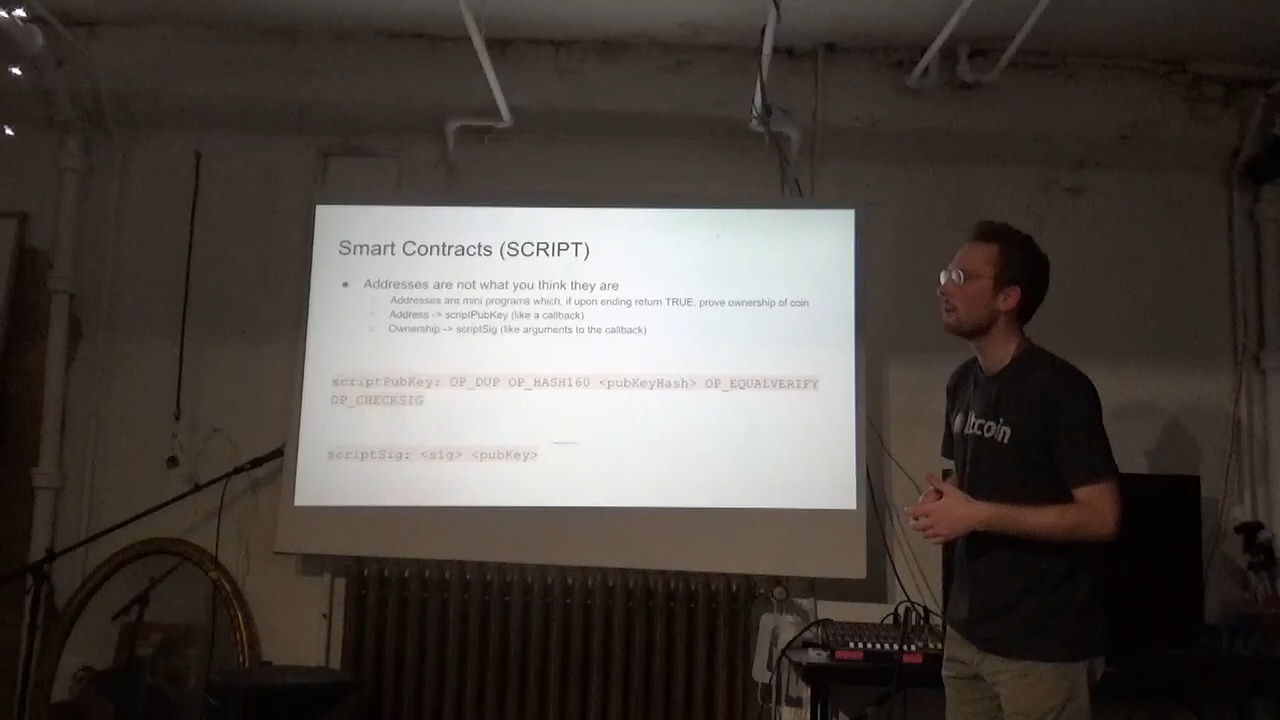 Smart Contracts (SCRIPT)
● Addresses are not what you think they are
○ Addresses are mini programs which, if upon ending return TRUE, prove ownership of coin
○ Address -> scriptPubKey (like a callback)
○ Ownership -> scriptSig (like arguments to the callback)
scriptPubKey: OP_DUP OP_HASH160 <pubKeyHash> OP_EQUALVERIFY
OP_CHECKSIG
scriptSig: <sig> <pubKey>
itcoin